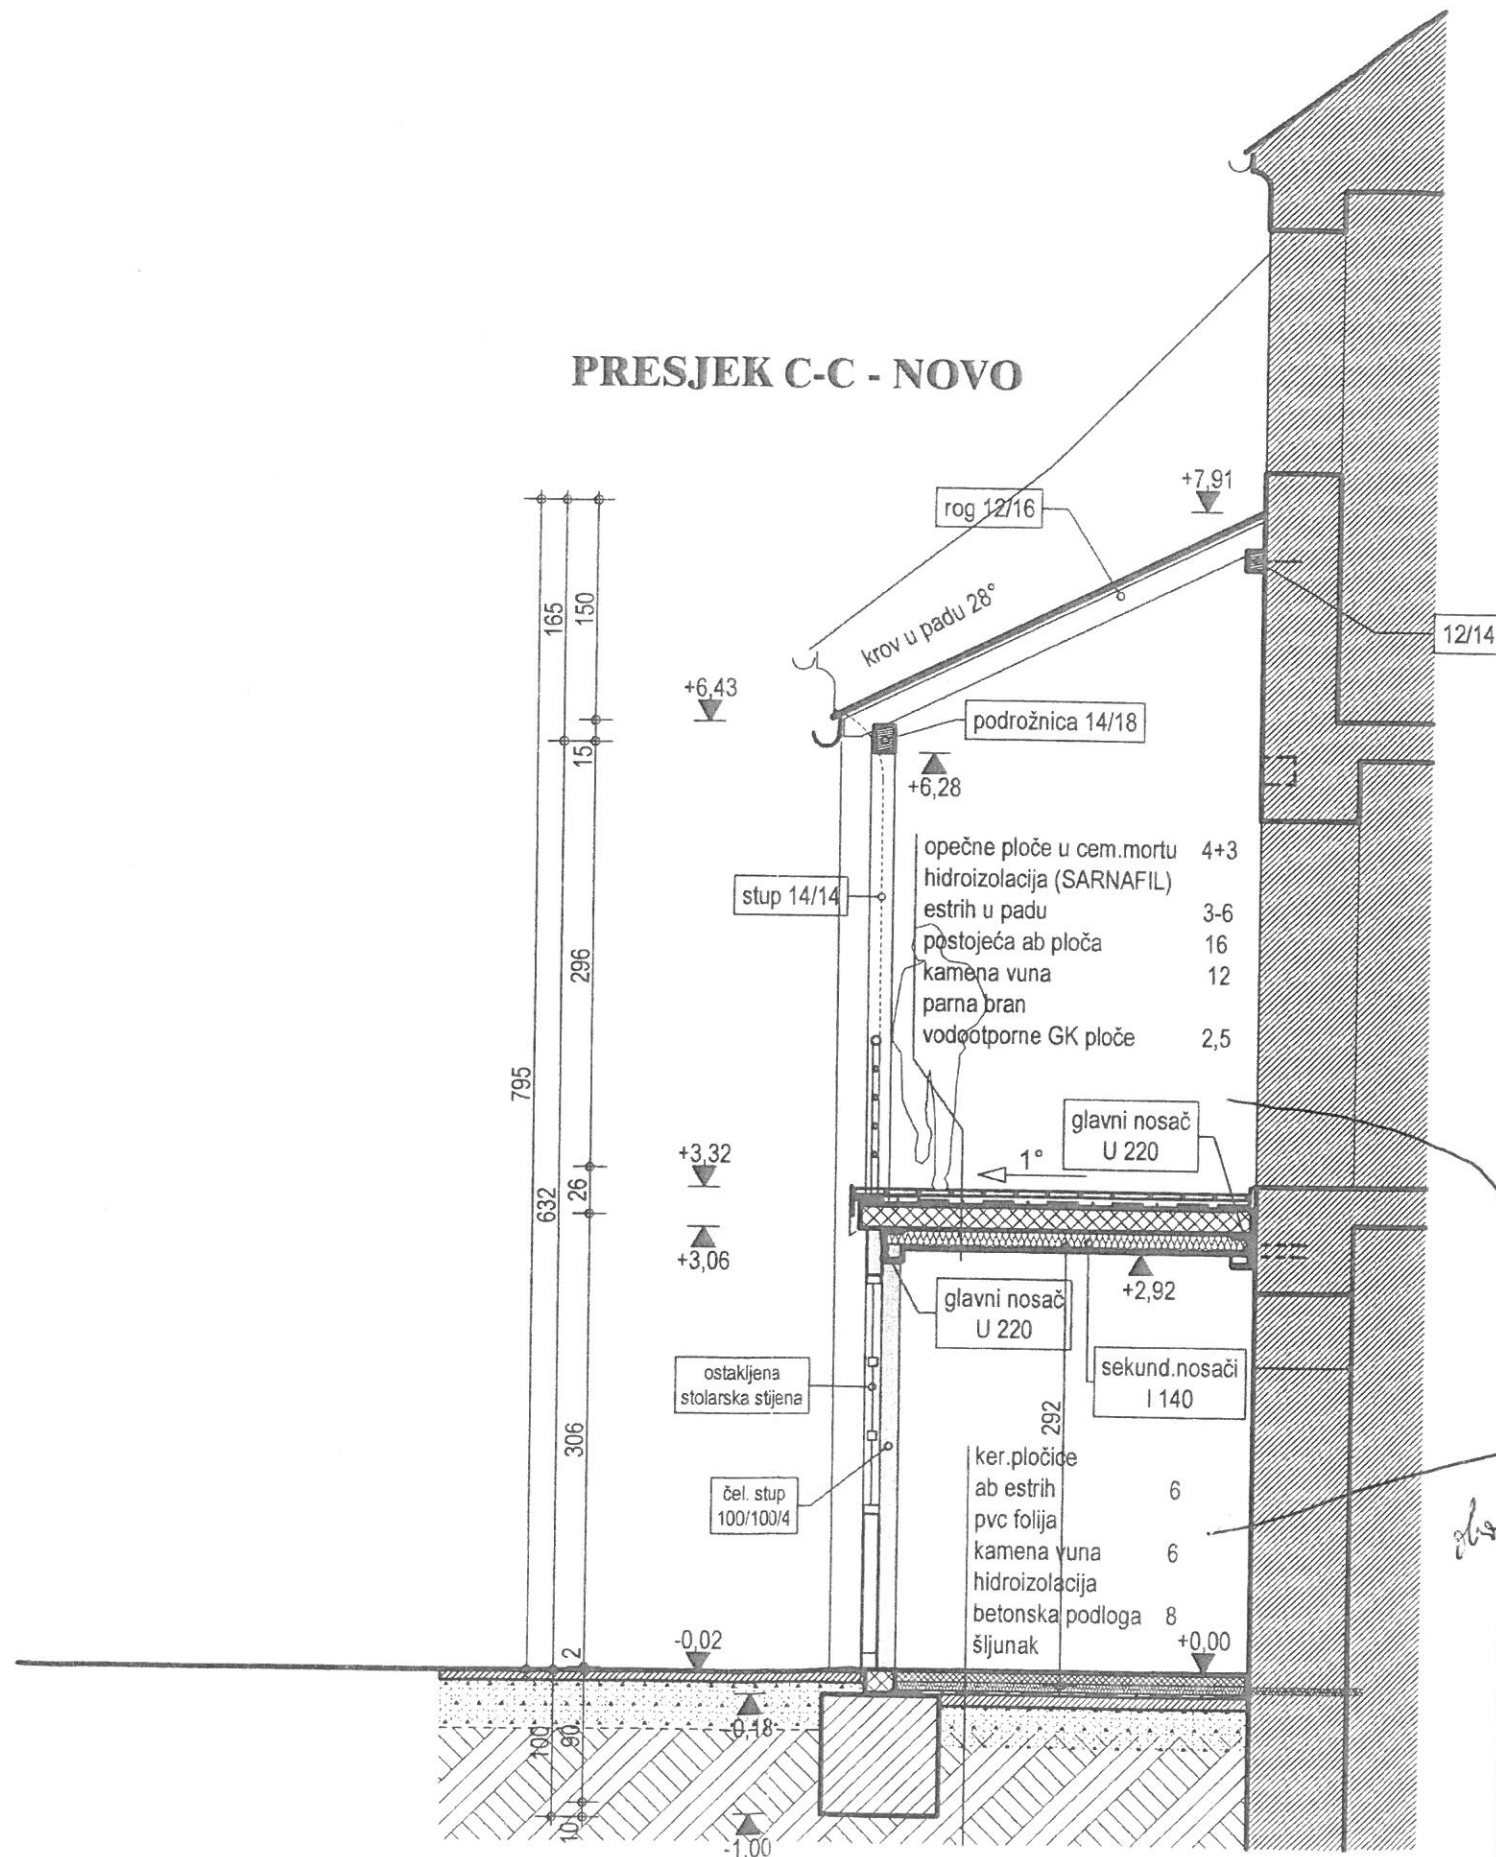 PRESJEK C-C - NOVO
+7,91
rog 12/16
krov u padu 28°
12/14
165
150
+6,43
podrožnica 14/18
15
+6,28
opečne ploče u cem.mortu 4+3
hidroizolacija (SARNAFIL)
estrih u padu 3-6
postojeća ab ploča 16
kamena vuna 12
parna bran
vodootporne GK ploče 2,5
stup 14/14
296
795
glavni nosač
U 220
1°
+3,32
26
632
+3,06
+2,92
glavni nosač
U 220
sekund.nosači
I 140
ostakljena
stolarska stijena
292
306
čel. stup
100/100/4
ker.pločice
ab estrih 6
pvc folija
kamena vuna 6
hidroizolacija
betonska podloga 8
šljunak
+0,00
-0,02
2
-0,18
100
90
10
-1,00